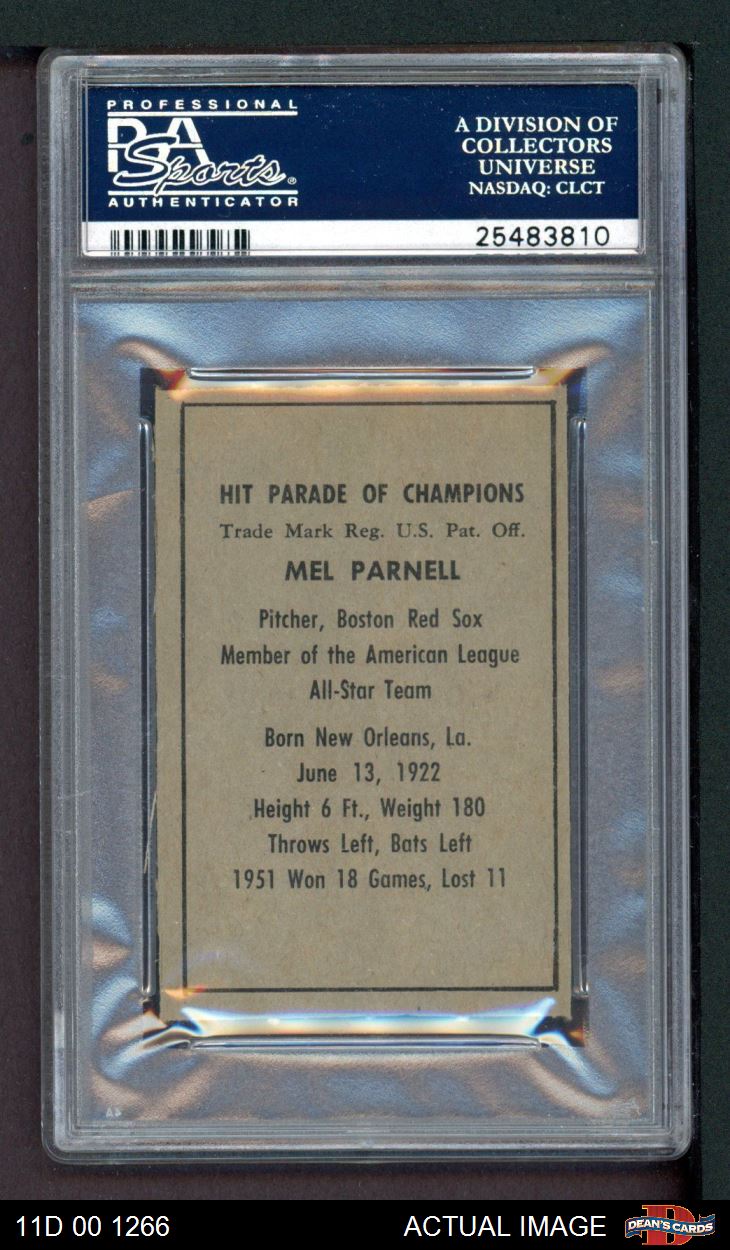 PROFESSIONAL
PSA
Sports®
AUTHENTICATOR
A DIVISION OF
COLLECTORS
UNIVERSE
NASDAQ: CLCT
25483810
HIT PARADE OF CHAMPIONS
Trade Mark Reg. U.S. Pat. Off.
MEL PARNELL
Pitcher, Boston Red Sox
Member of the American League
All-Star Team
Born New Orleans, La.
June 13, 1922
Height 6 Ft., Weight 180
Throws Left, Bats Left
1951 Won 18 Games, Lost 11
11D 00 1266
ACTUAL IMAGE
DEAN'S CARDS